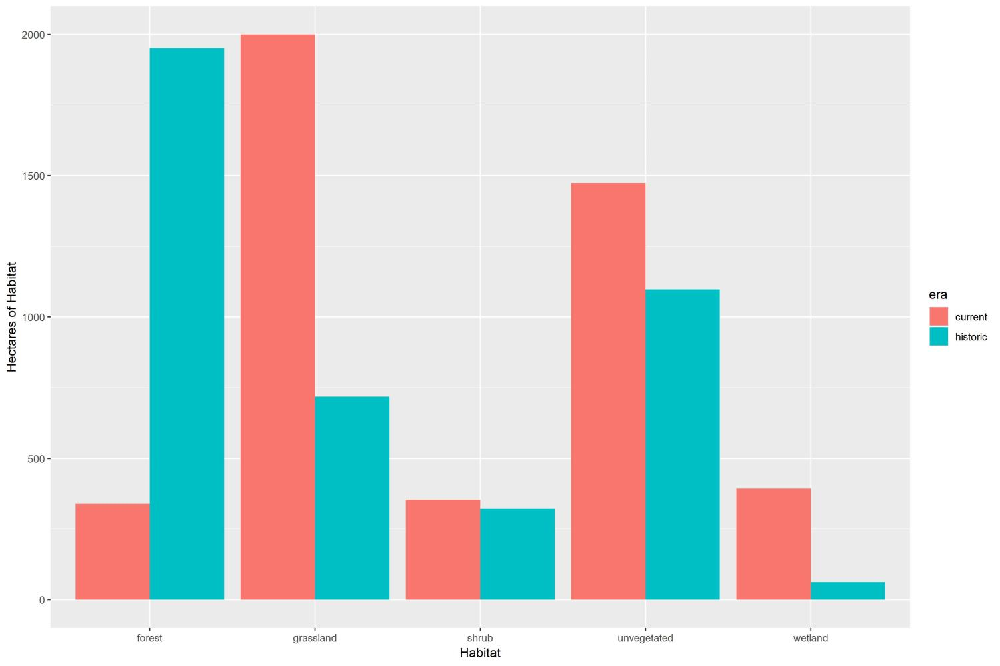 2000
1500
1000
500
0
Hectares of Habitat
forest grassland shrub unvegetated wetland
Habitat
era
current
historic